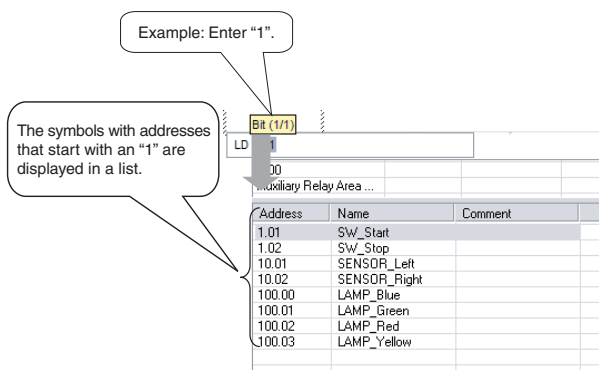 Example: Enter “1”.
The symbols with addresses
that start with an “1” are
displayed in a list.
Bit (1/1)
LD 1
Relay Area ...
Address Name Comment
1.01 SW_Start
1.02 SW_Stop
10.01 SENSOR_Left
10.02 SENSOR_Right
100.00 LAMP_Blue
100.01 LAMP_Green
100.02 LAMP_Red
100.03 LAMP_Yellow